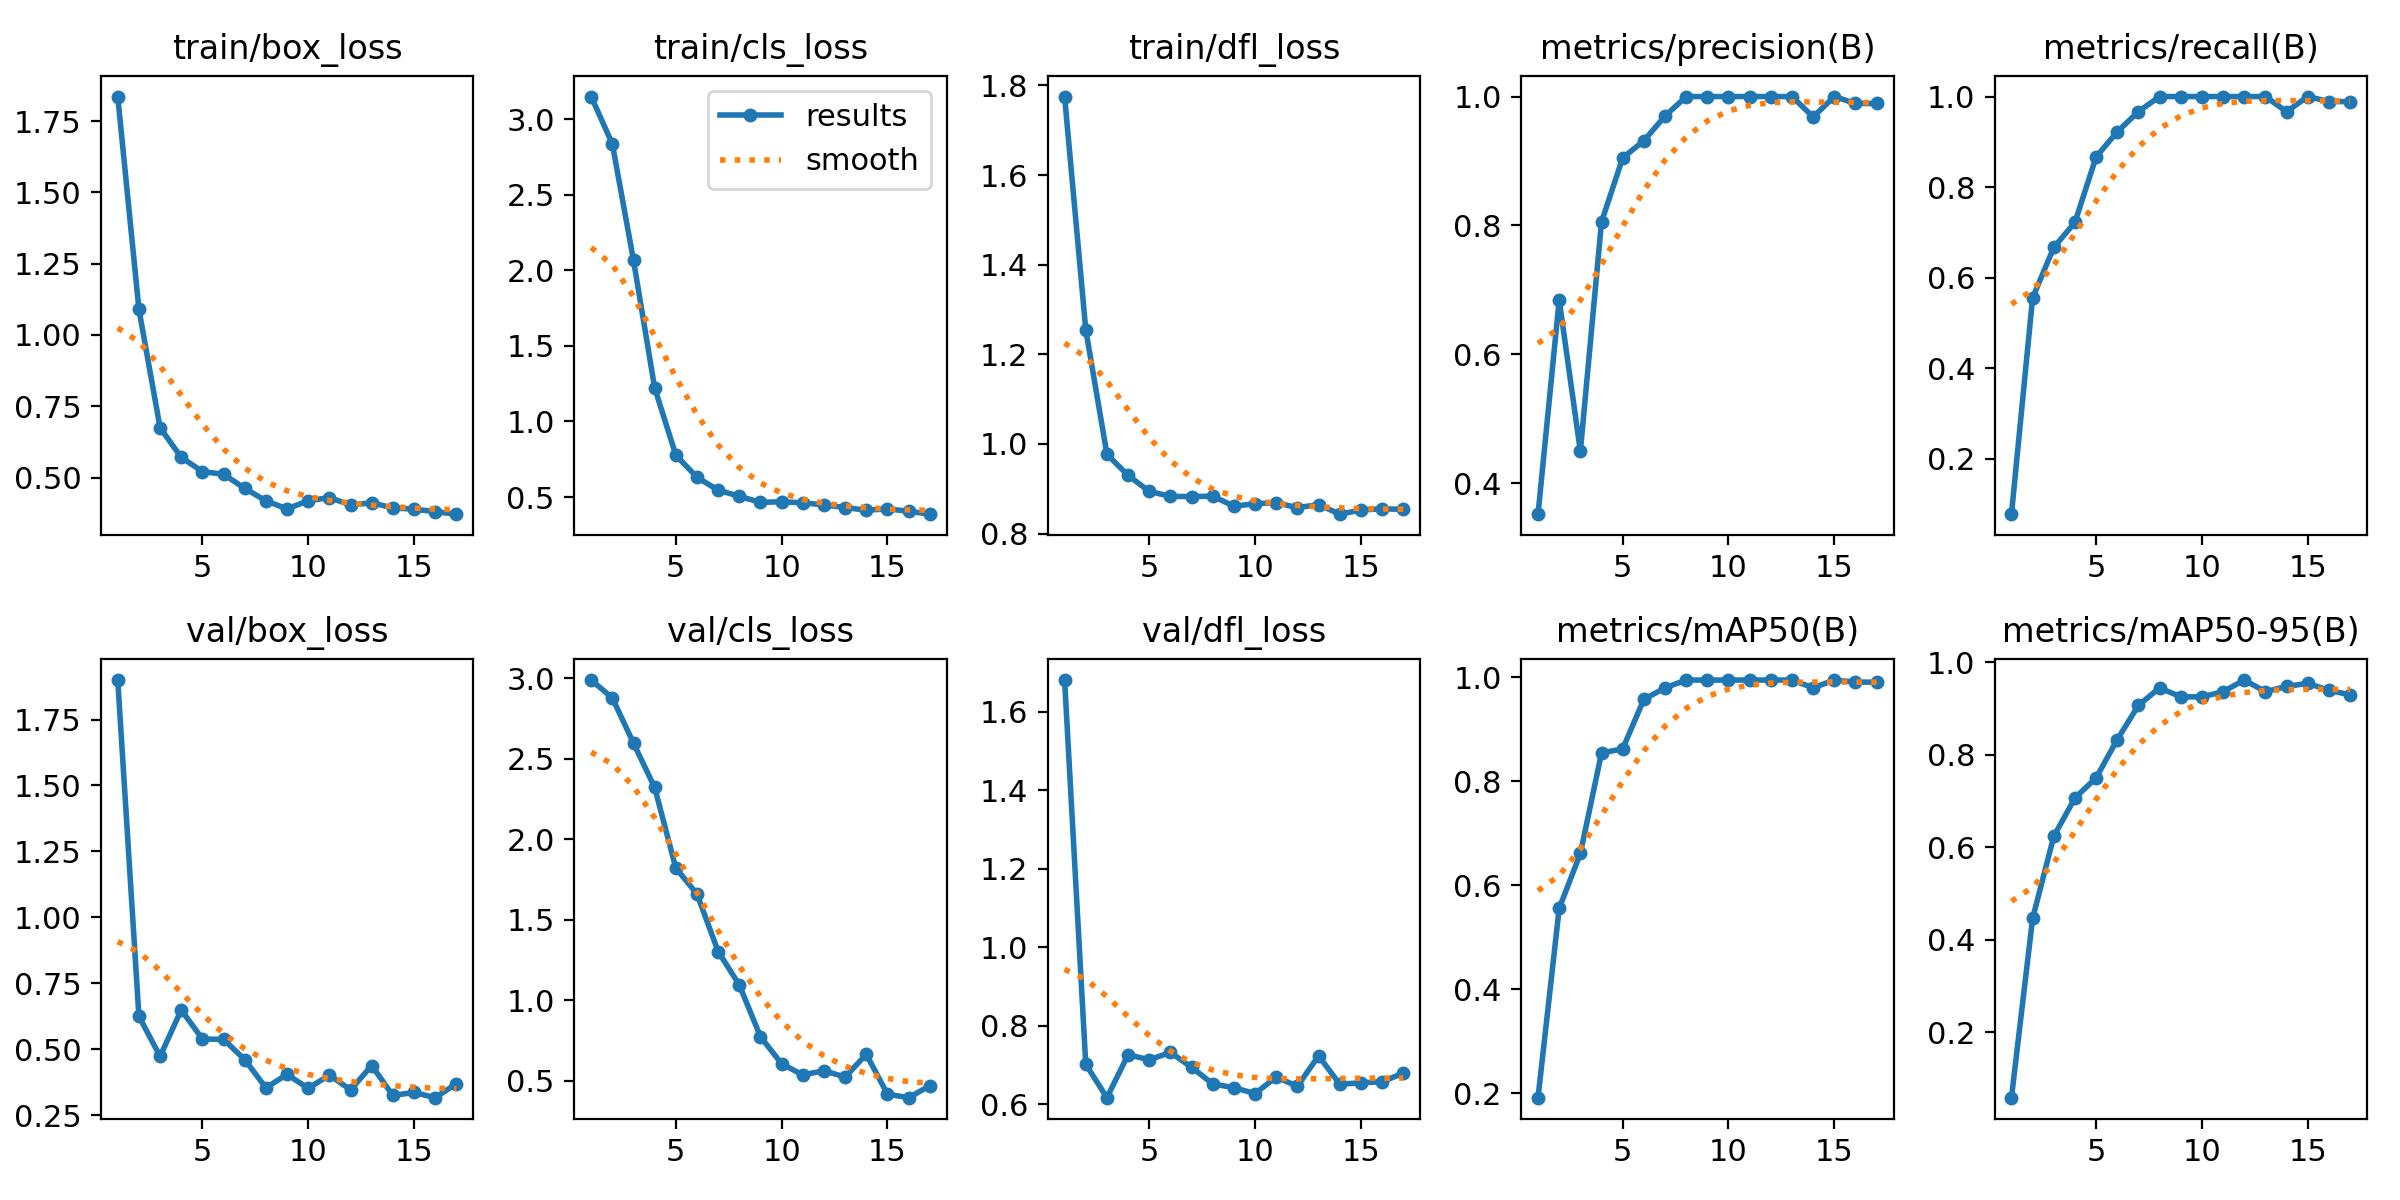 train/box_loss
1.75
1.50
1.25
1.00
0.75
0.50
5 10 15
train/cls_loss
results
smooth
3.0
2.5
2.0
1.5
1.0
0.5
5 10 15
train/dfl_loss
1.8
1.6
1.4
1.2
1.0
0.8
5 10 15
metrics/precision(B)
1.0
0.8
0.6
0.4
5 10 15
metrics/recall(B)
1.0
0.8
0.6
0.4
0.2
5 10 15
val/box_loss
1.75
1.50
1.25
1.00
0.75
0.50
0.25
5 10 15
val/cls_loss
3.0
2.5
2.0
1.5
1.0
0.5
5 10 15
val/dfl_loss
1.6
1.4
1.2
1.0
0.8
0.6
5 10 15
metrics/mAP50(B)
1.0
0.8
0.6
0.4
0.2
5 10 15
metrics/mAP50-95(B)
1.0
0.8
0.6
0.4
0.2
5 10 15